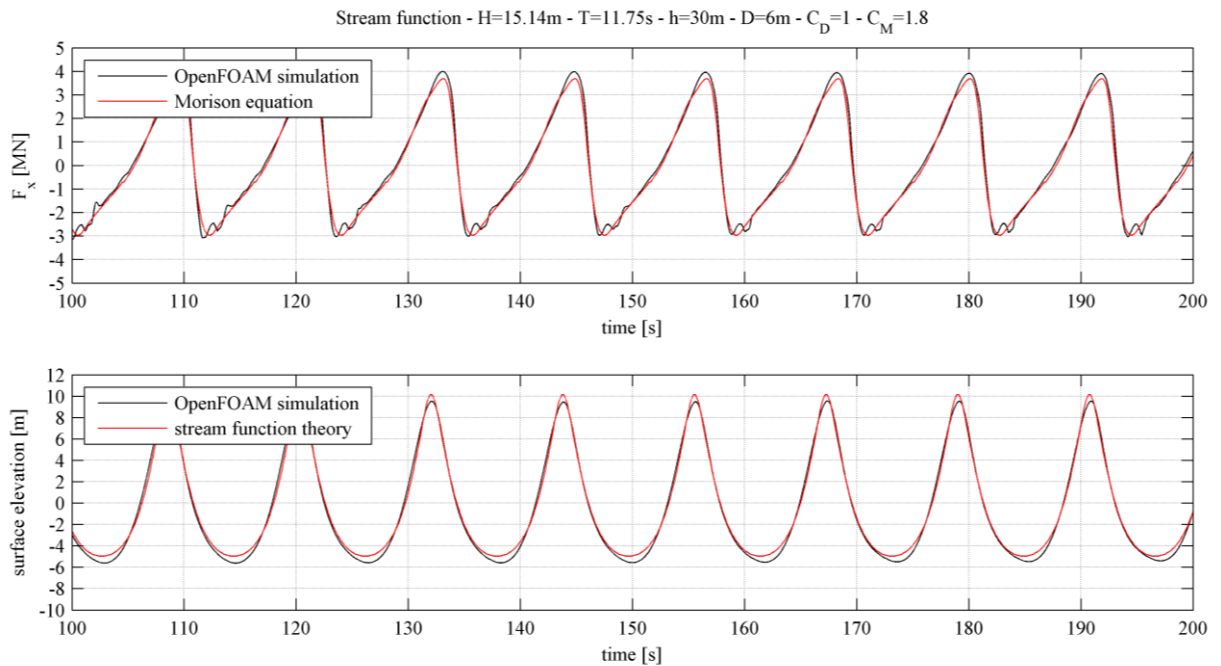 Stream function - H=15.14m - T=11.75s - h=30m - D=6m - C_D=1 - C_M=1.8
5
4
3
2
1
0
-1
-2
-3
-4
-5
F_x [MN]
OpenFOAM simulation
Morison equation
100 110 120 130 140 150 160 170 180 190 200
time [s]
12
10
8
6
4
2
0
-2
-4
-6
-8
-10
surface elevation [m]
OpenFOAM simulation
stream function theory
100 110 120 130 140 150 160 170 180 190 200
time [s]